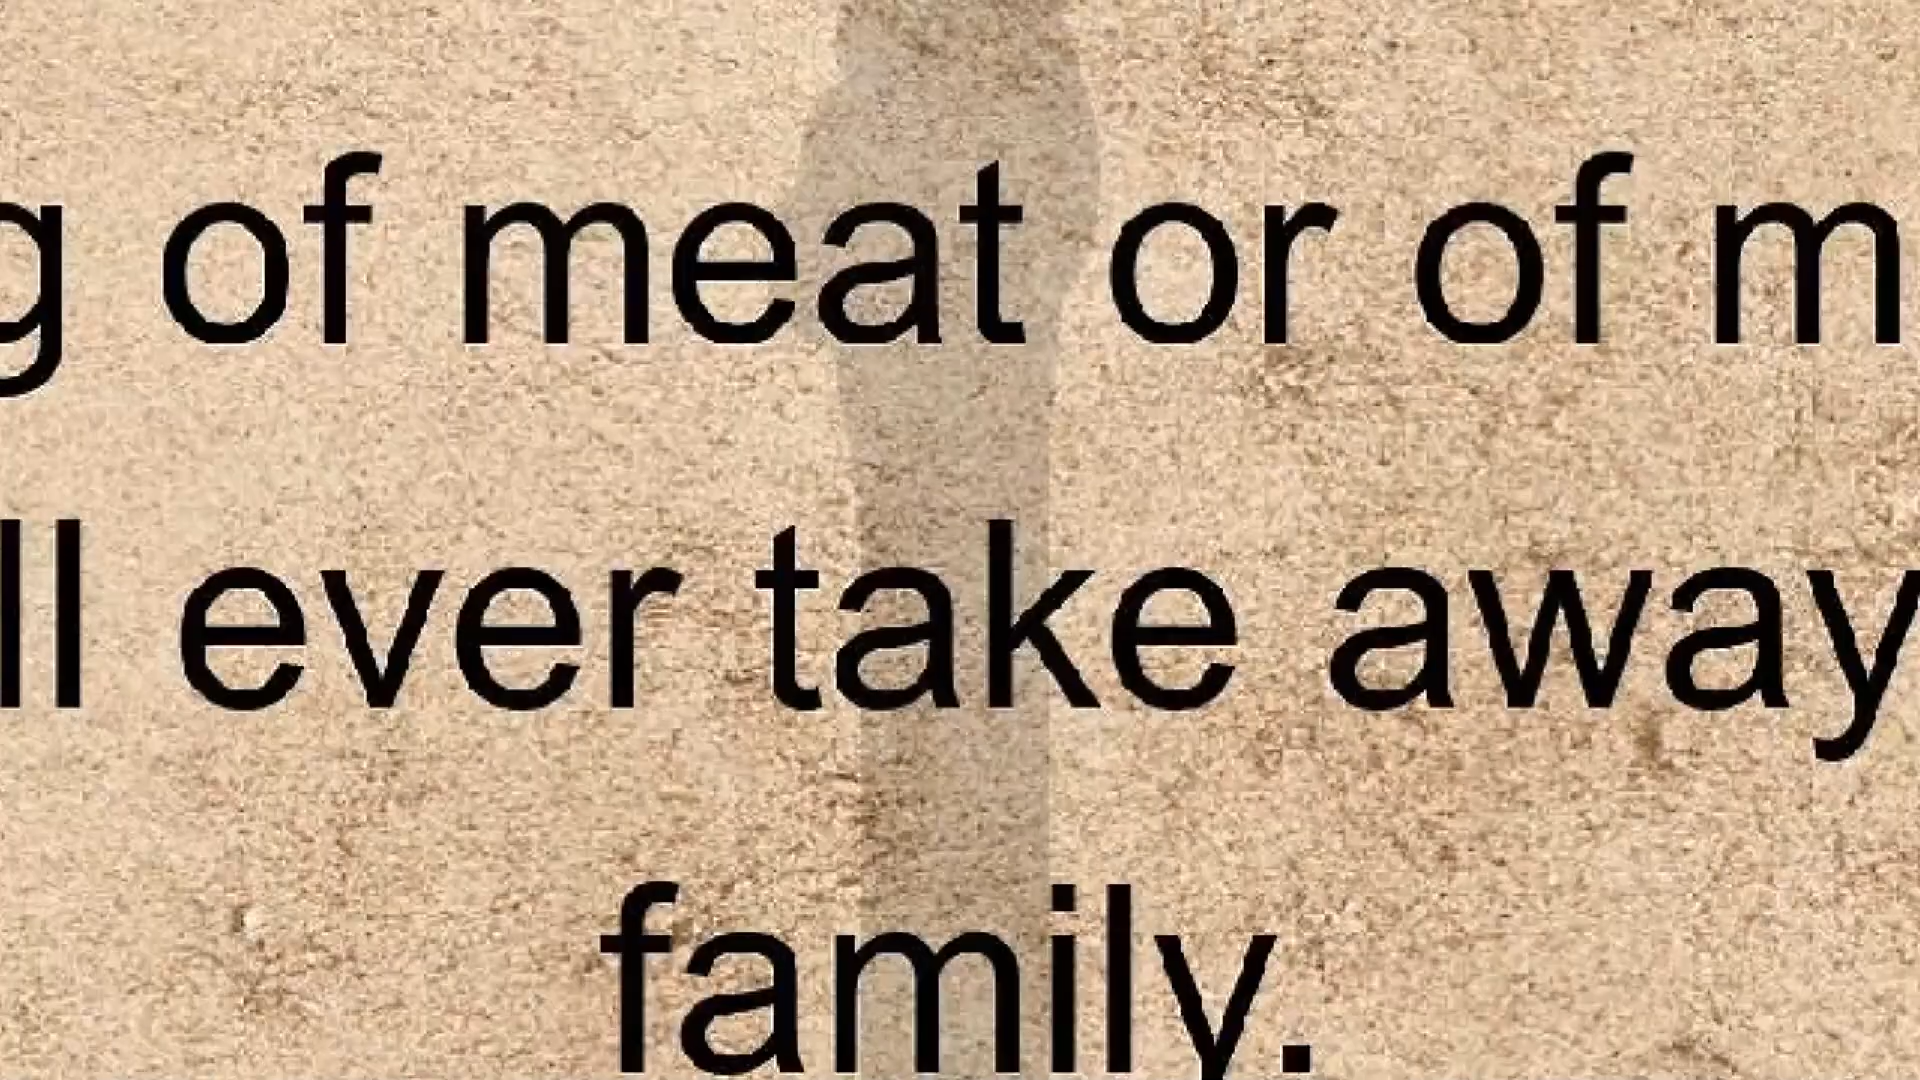 g of meat or of m
ll ever take away
family.